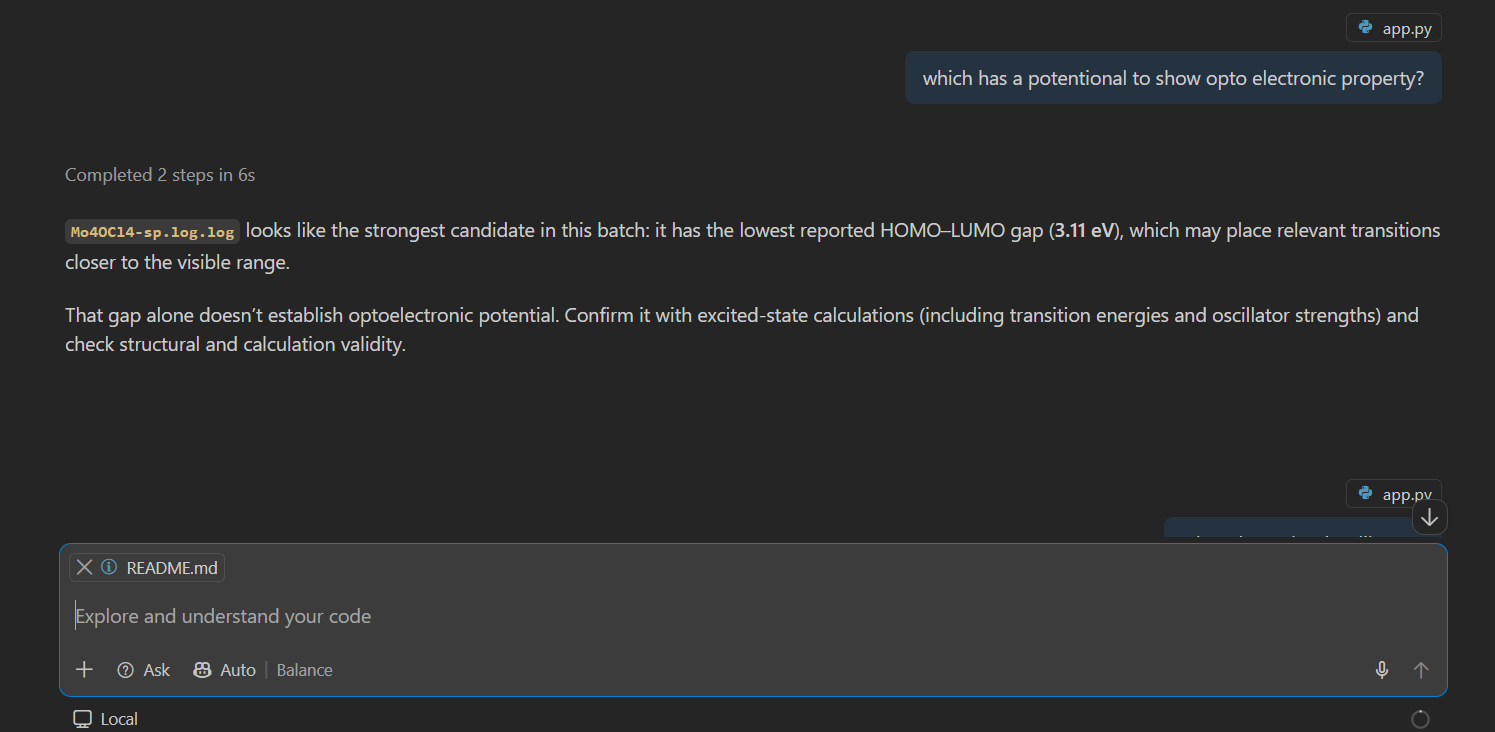 app.py
which has a potentional to show opto electronic property?
Completed 2 steps in 6s
Mo4OCl4-sp.log.log looks like the strongest candidate in this batch: it has the lowest reported HOMO–LUMO gap (3.11 eV), which may place relevant transitions
closer to the visible range.
That gap alone doesn’t establish optoelectronic potential. Confirm it with excited-state calculations (including transition energies and oscillator strengths) and
check structural and calculation validity.
app.py
README.md
Explore and understand your code
Ask Auto | Balance
Local